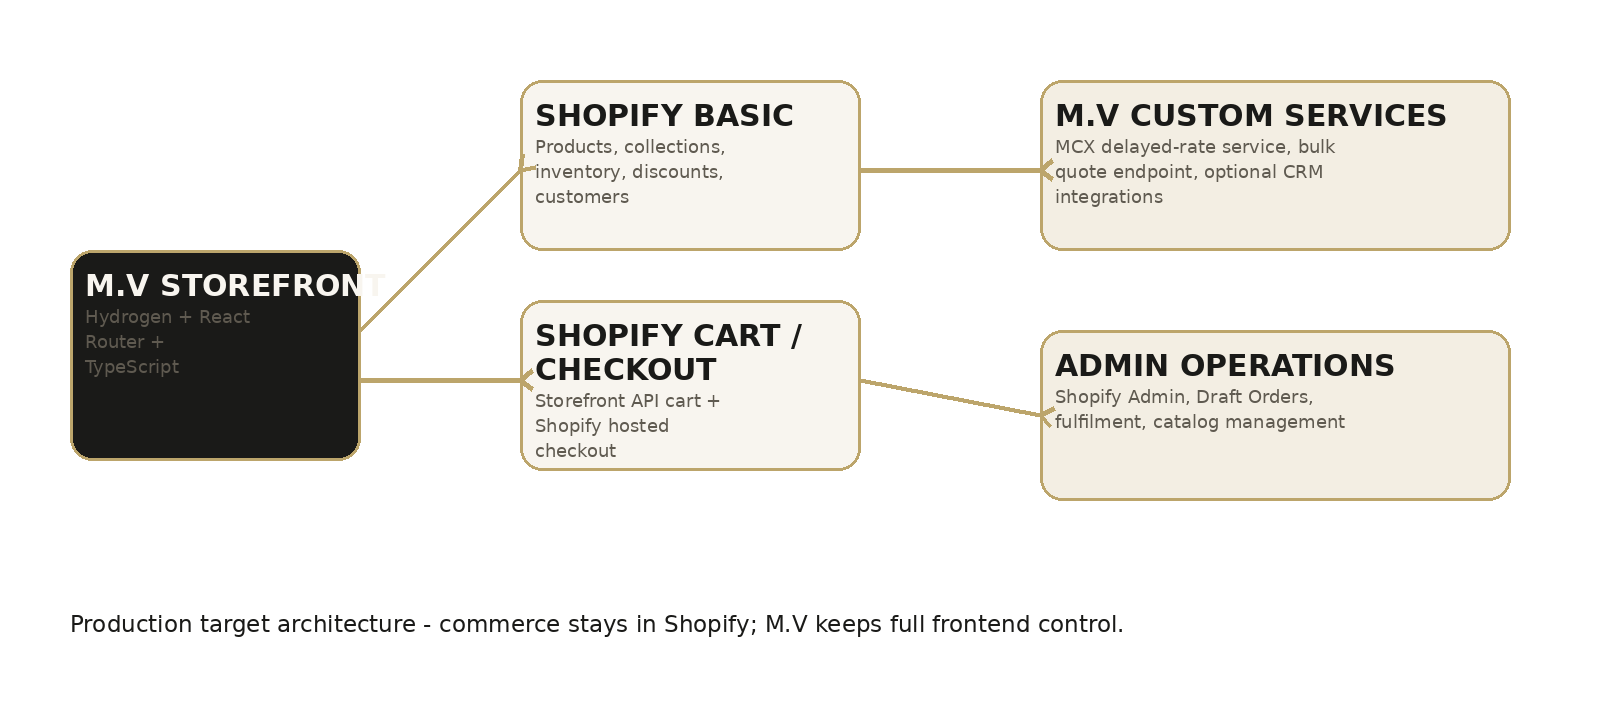 M.V STOREFRONT
Hydrogen + React
Router +
TypeScript
SHOPIFY BASIC
Products, collections,
inventory, discounts,
customers
SHOPIFY CART /
CHECKOUT
Storefront API cart +
Shopify hosted
checkout
M.V CUSTOM SERVICES
MCX delayed-rate service, bulk
quote endpoint, optional CRM
integrations
ADMIN OPERATIONS
Shopify Admin, Draft Orders,
fulfilment, catalog management
Production target architecture - commerce stays in Shopify; M.V keeps full frontend control.